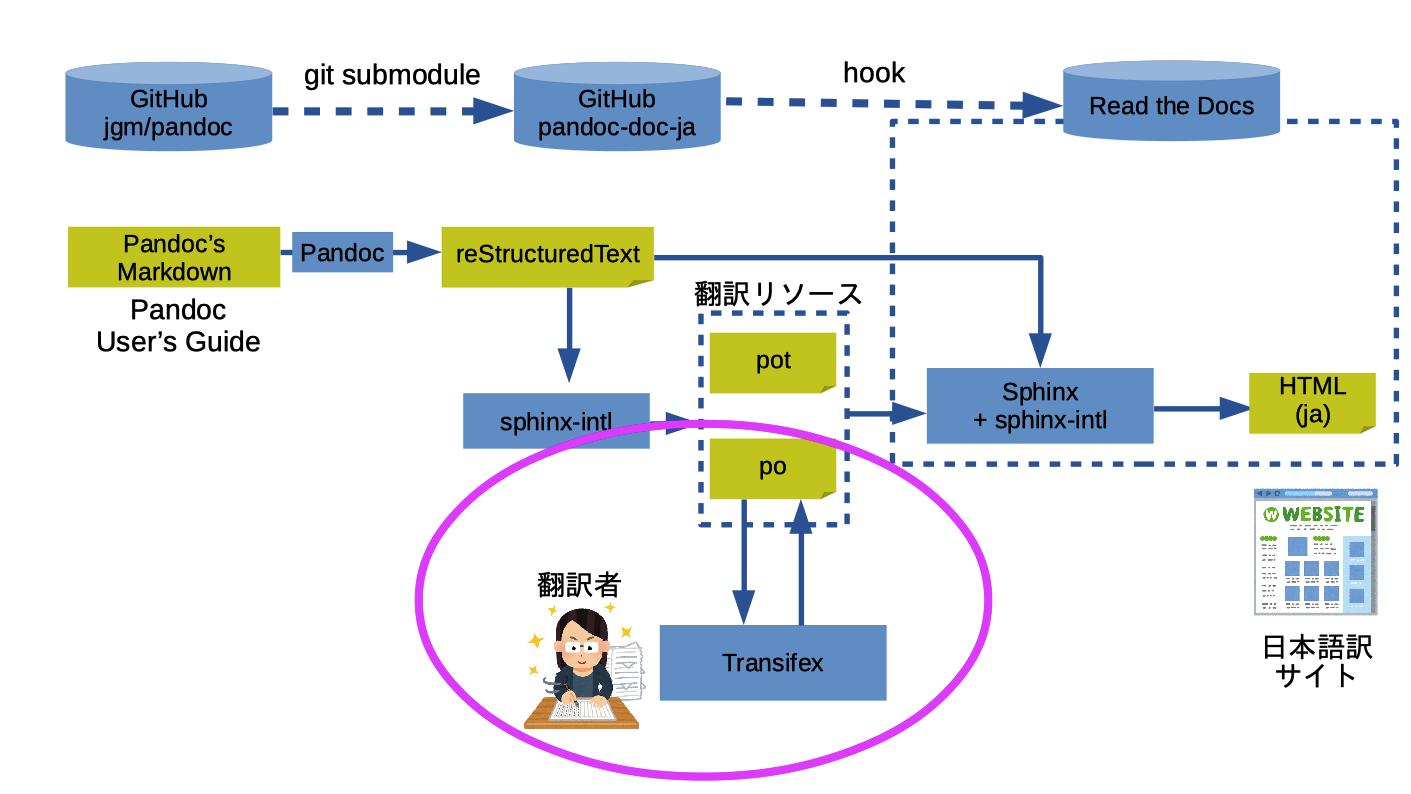 git submodule
hook
GitHub
jgm/pandoc
GitHub
pandoc-doc-ja
Read the Docs
Pandoc's
Markdown
Pandoc
reStructuredText
Pandoc
User's Guide
翻訳リソース
pot
sphinx-intl
po
Sphinx
+ sphinx-intl
HTML
(ja)
翻訳者
Transifex
W WEBSITE
日本語訳
サイト